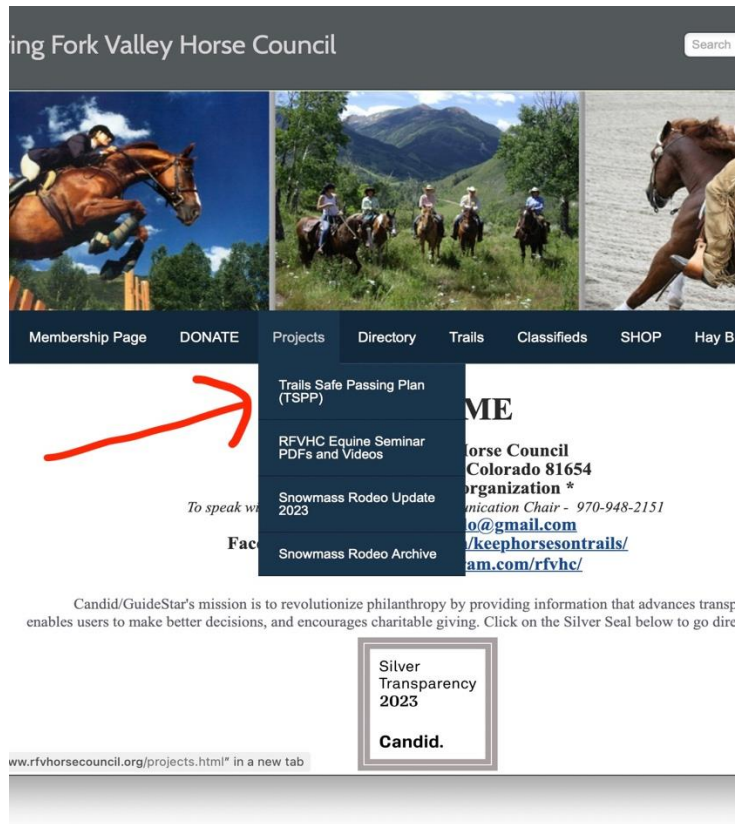 ing Fork Valley Horse Council
Search
Membership Page DONATE Projects Directory Trails Classifieds SHOP Hay B
Trails Safe Passing Plan
(TSPP)
ME
RFVHC Equine Seminar
PDFs and Videos
orse Council
Colorado 81654
organization *
Snowmass Rodeo Update
2023
To speak wi nication Chair - 970-948-2151
o@gmail.com
Snowmass Rodeo Archive
Face /keephorsesontrails/
ram.com/rfvhc/
Candid/GuideStar's mission is to revolutionize philanthropy by providing information that advances transp
enables users to make better decisions, and encourages charitable giving. Click on the Silver Seal below to go dire
Silver
Transparency
2023
Candid.
ww.rfvhorsecouncil.org/projects.html" in a new tab